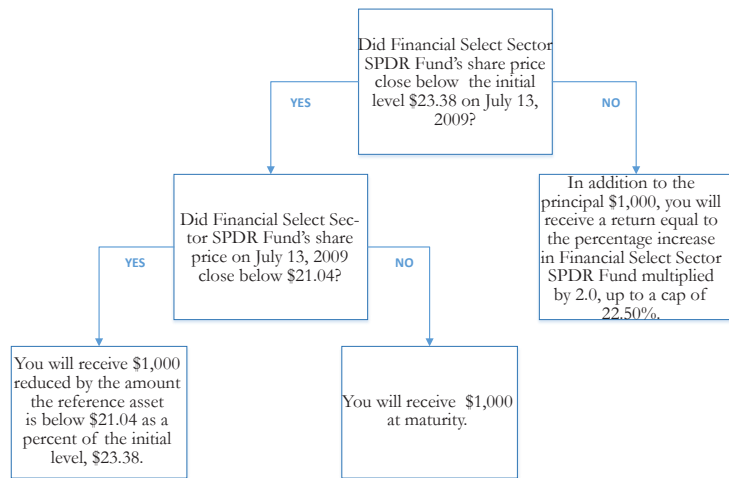 Did Financial Select Sector
SPDR Fund's share price
close below the initial
level $23.38 on July 13,
2009?
YES
NO
Did Financial Select Sec-
tor SPDR Fund's share
price on July 13, 2009
close below $21.04?
In addition to the
principal $1,000, you will
receive a return equal to
the percentage increase
in Financial Select Sector
SPDR Fund multiplied
by 2.0, up to a cap of
22.50%.
YES
NO
You will receive $1,000
reduced by the amount
the reference asset
is below $21.04 as a
percent of the initial
level, $23.38.
You will receive $1,000
at maturity.